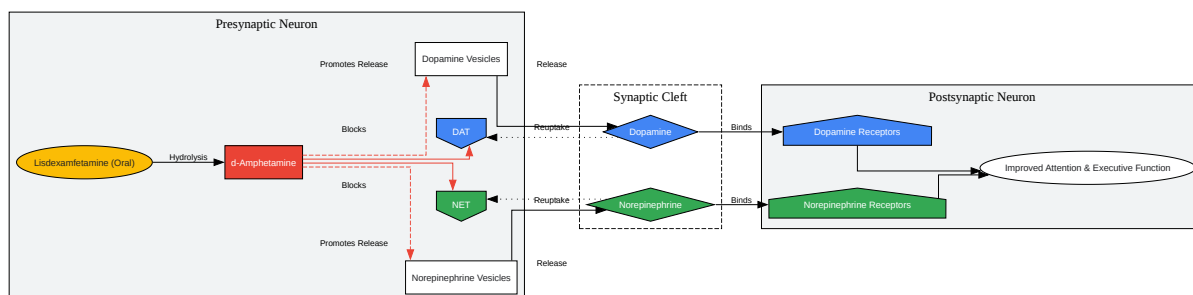 Presynaptic Neuron
Dopamine Vesicles
Promotes Release
Release
Synaptic Cleft
Postsynaptic Neuron
Blocks
DAT
Reuptake
Dopamine
Binds
Dopamine Receptors
Lisdexamfetamine (Oral)
Hydrolysis
d-Amphetamine
Improved Attention & Executive Function
Blocks
NET
Reuptake
Norepinephrine
Binds
Norepinephrine Receptors
Promotes Release
Release
Norepinephrine Vesicles